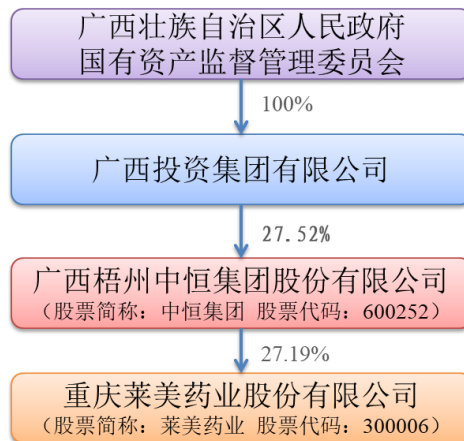 广西壮族自治区人民政府
国有资产监督管理委员会
100%
广西投资集团有限公司
27.52%
广西梧州中恒集团股份有限公司
（股票简称：中恒集团 股票代码：600252）
27.19%
重庆莱美药业股份有限公司
（股票简称：莱美药业 股票代码：300006）